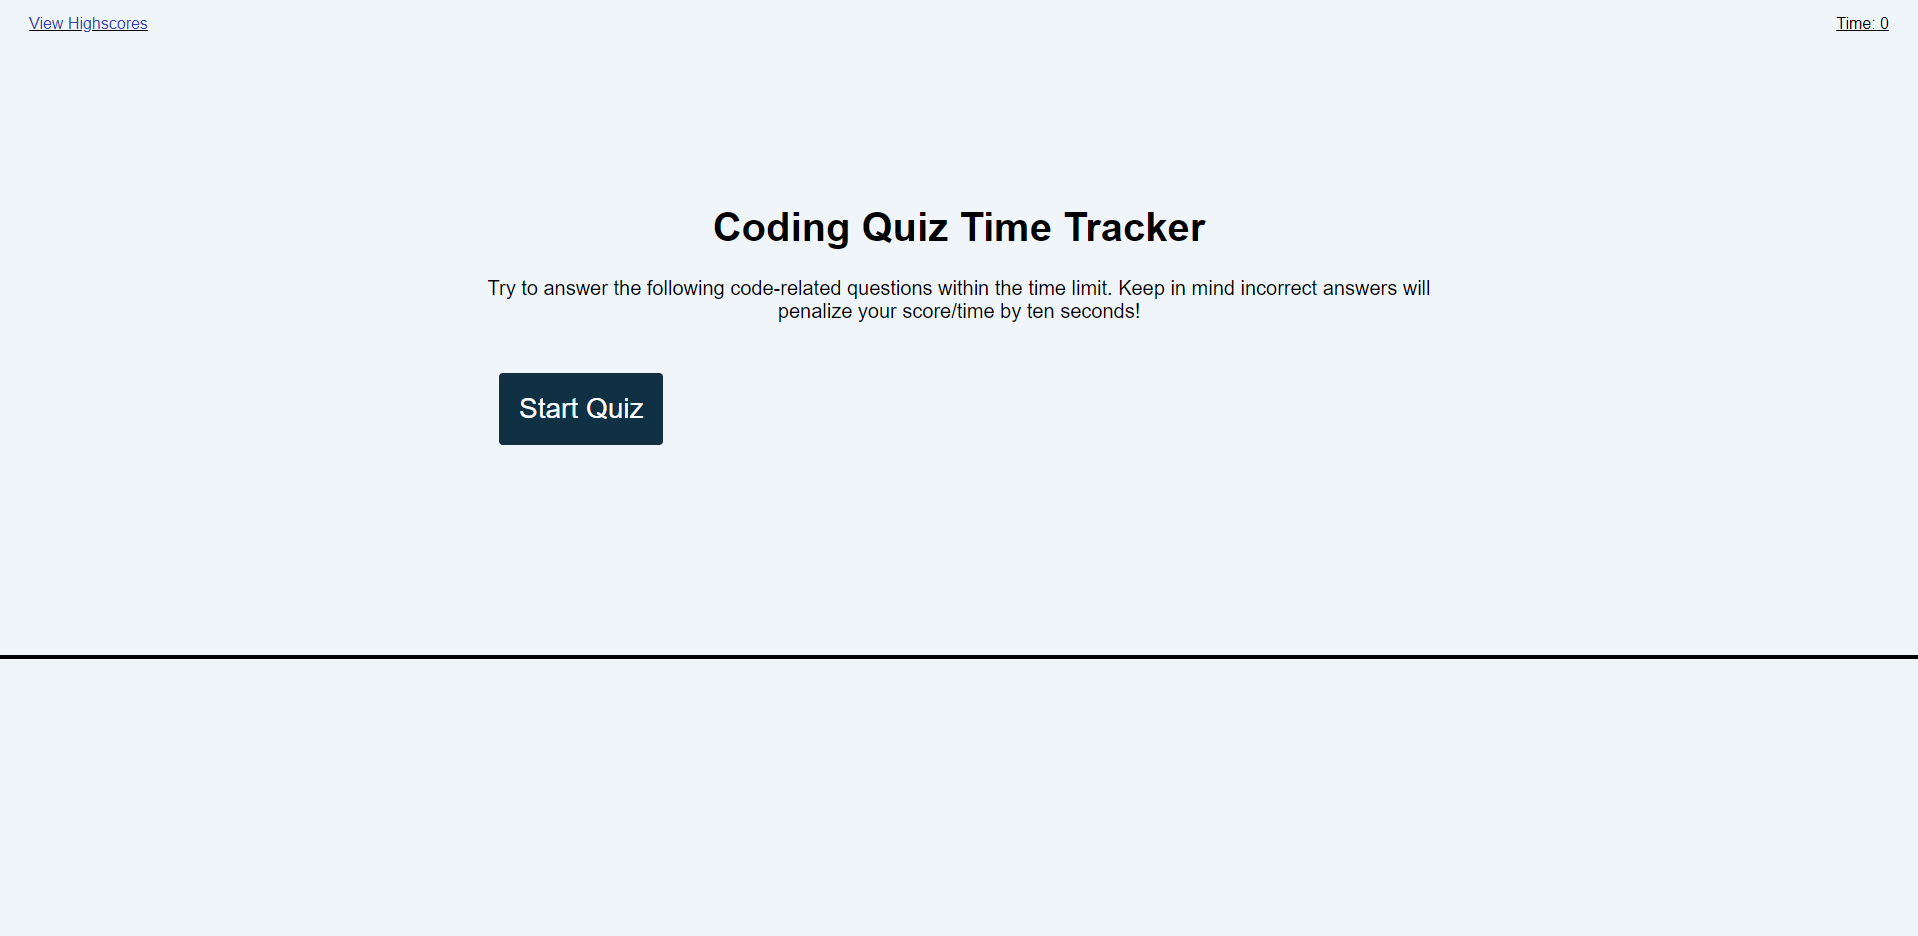 View Highscores
Time: 0
Coding Quiz Time Tracker
Try to answer the following code-related questions within the time limit. Keep in mind incorrect answers will
penalize your score/time by ten seconds!
Start Quiz